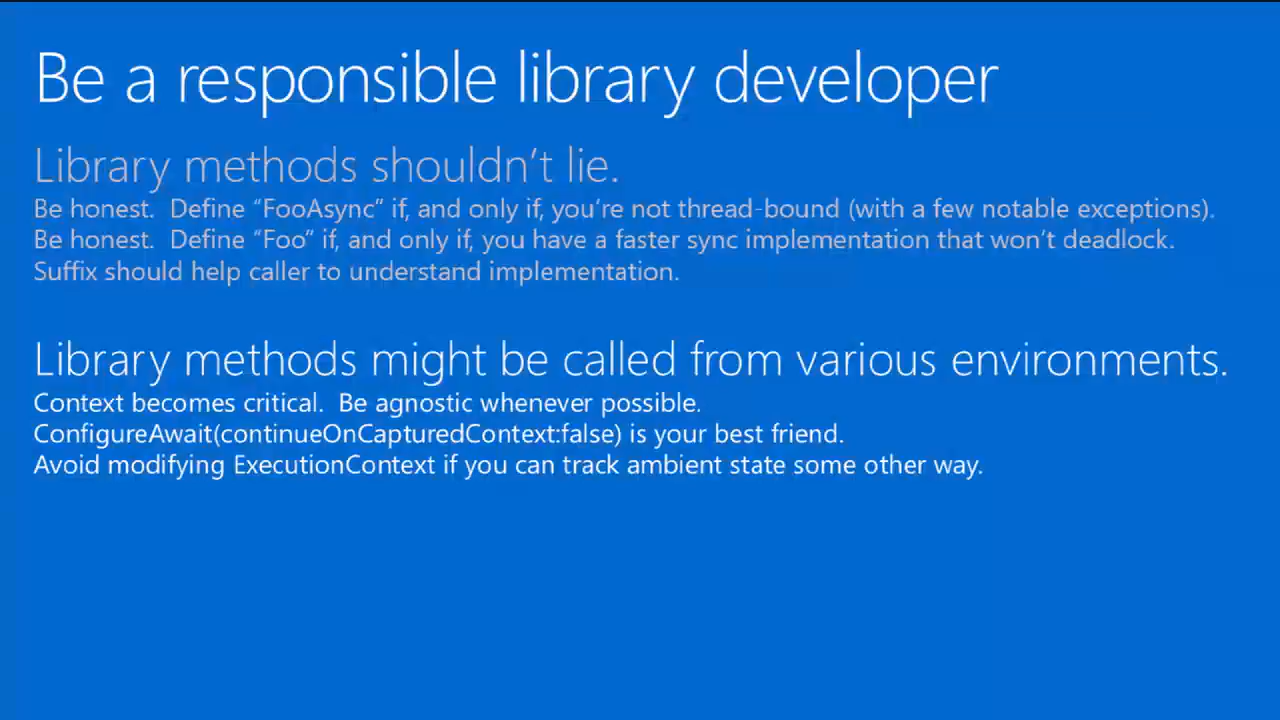 Be a responsible library developer
Library methods shouldn’t lie.
Be honest.  Define “FooAsync” if, and only if, you’re not thread-bound (with a few notable exceptions).
Be honest.  Define “Foo” if, and only if, you have a faster sync implementation that won’t deadlock.
Suffix should help caller to understand implementation.
Library methods might be called from various environments.
Context becomes critical.  Be agnostic whenever possible.
ConfigureAwait(continueOnCapturedContext:false) is your best friend.
Avoid modifying ExecutionContext if you can track ambient state some other way.